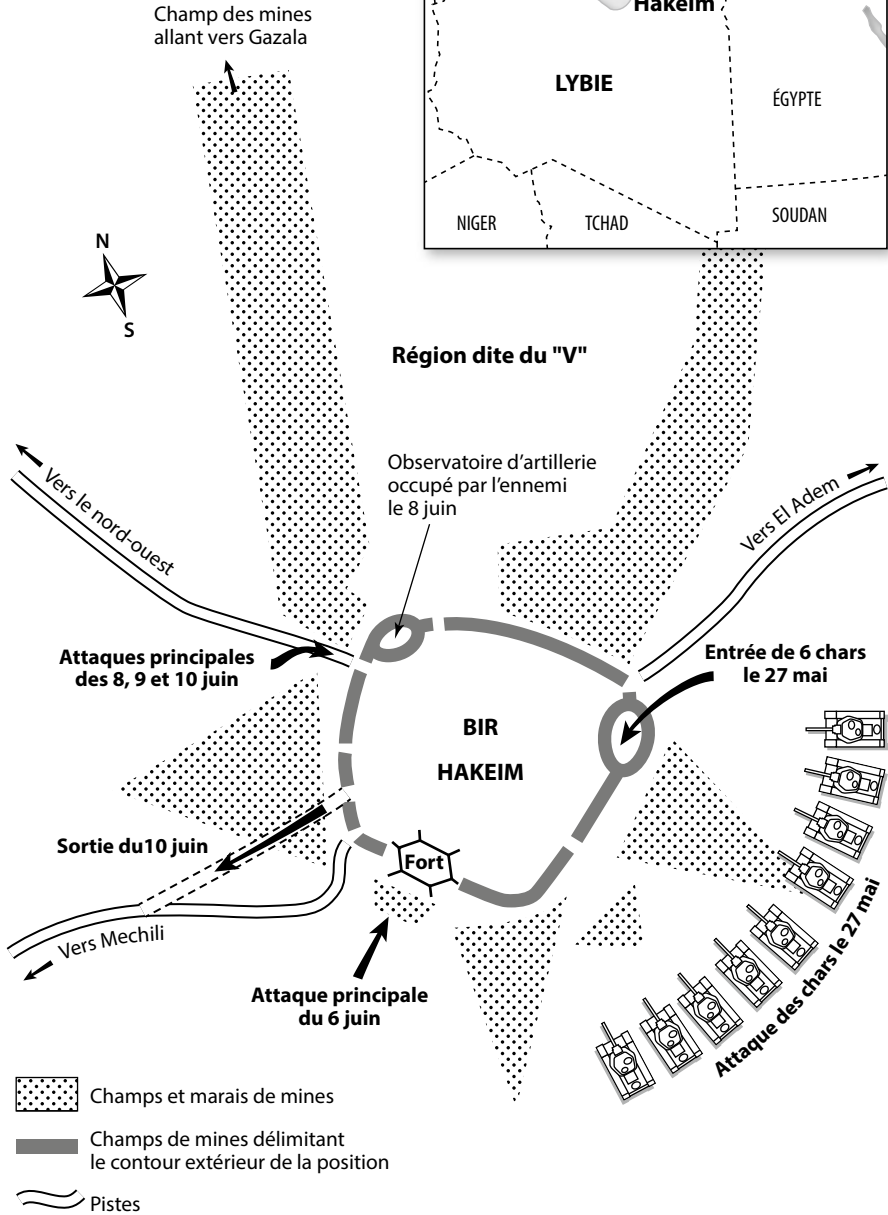 Champ des mines
allant vers Gazala
Hakeim
LYBIE
ÉGYPTE
NIGER
TCHAD
SOUDAN
N
S
Région dite du "V"
Observatoire d’artillerie
occupé par l’ennemi
le 8 juin
Vers le nord-ouest
Vers El Adem
Attaques principales
des 8, 9 et 10 juin
Entrée de 6 chars
le 27 mai
BIR
HAKEIM
Sortie du10 juin
Fort
Vers Mechili
Attaque principale
du 6 juin
Attaque des chars le 27 mai
Champs et marais de mines
Champs de mines délimitant
le contour extérieur de la position
Pistes